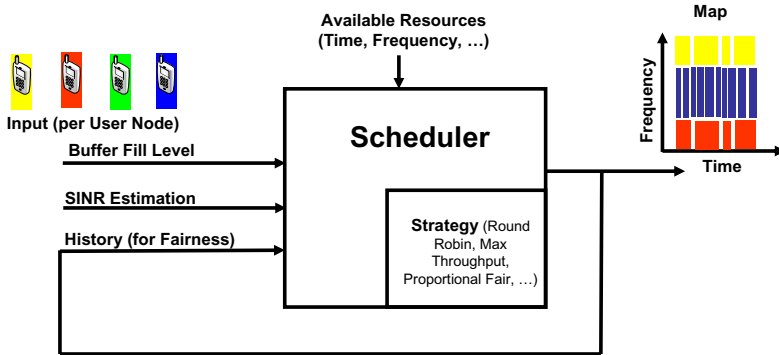 Available Resources
(Time, Frequency, …)
Map
Input (per User Node)
Buffer Fill Level
SINR Estimation
History (for Fairness)
Scheduler
Strategy (Round
Robin, Max
Throughput,
Proportional Fair, …)
Frequency
Time